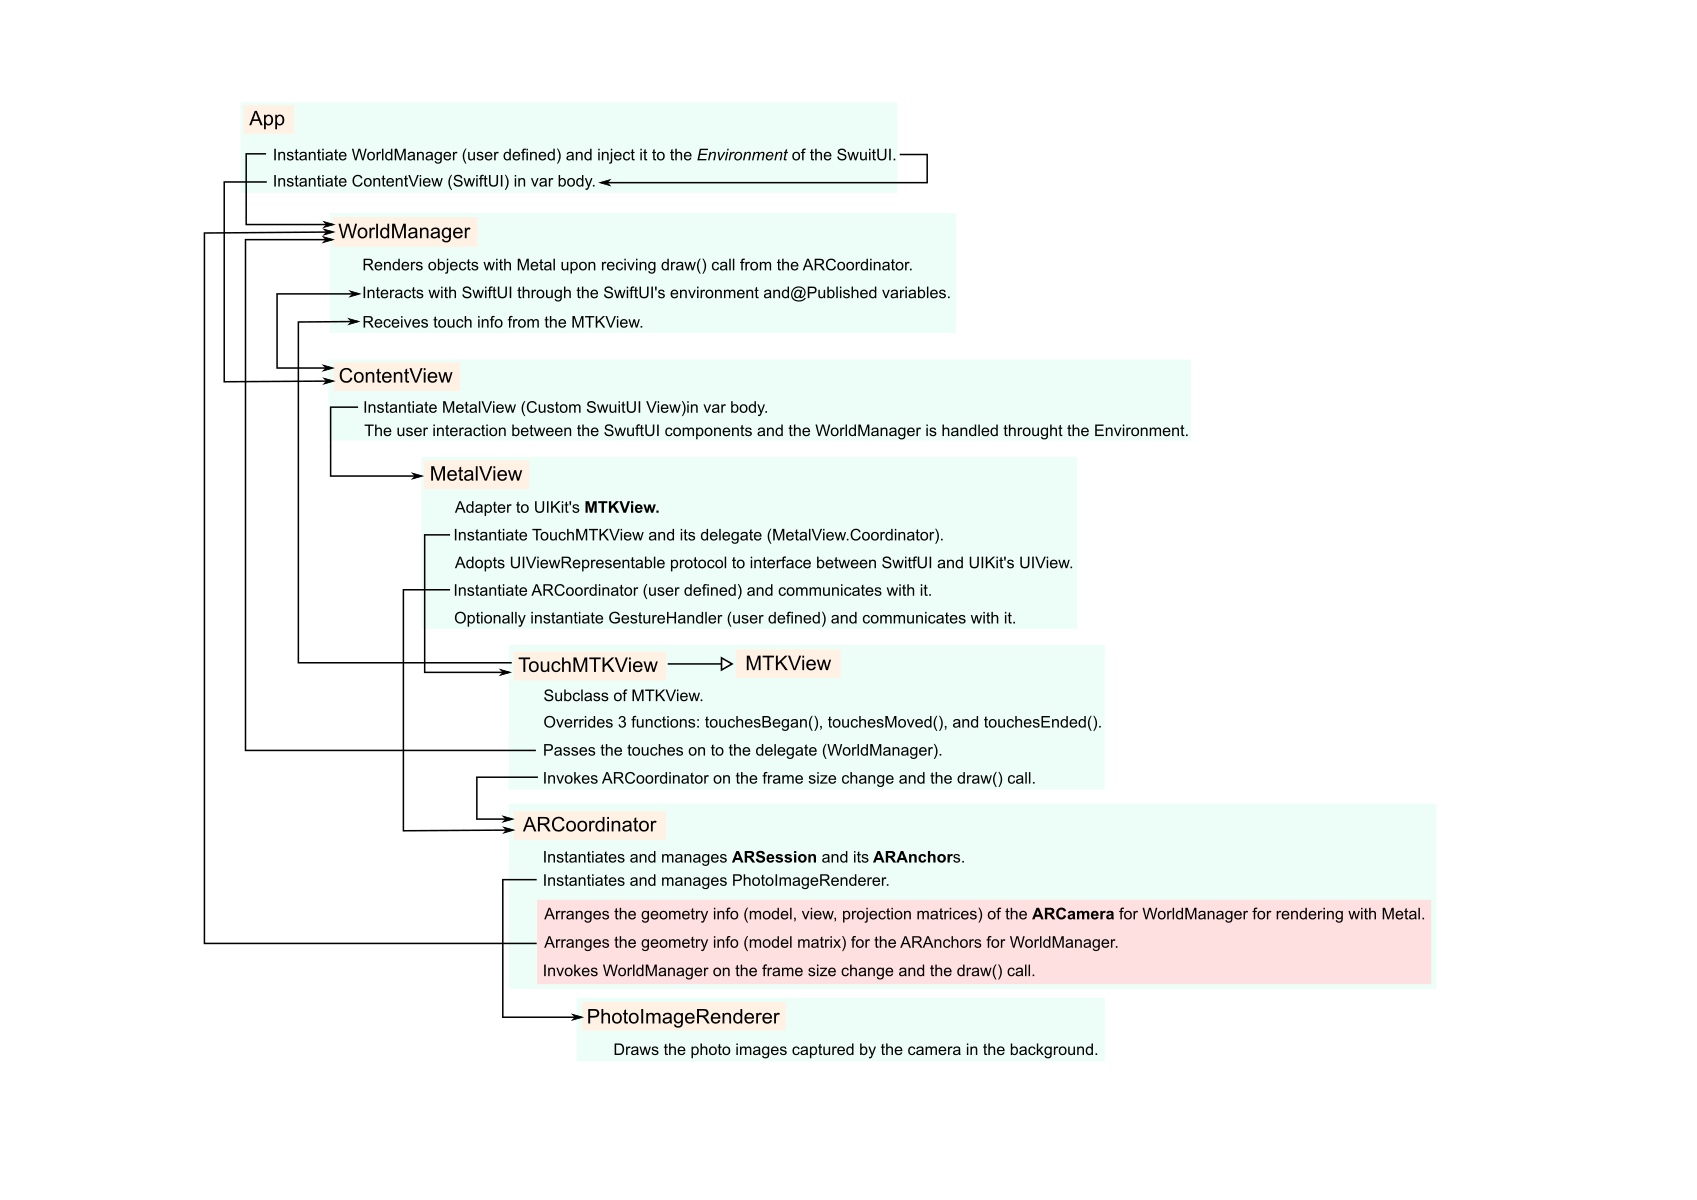 App
Instantiate WorldManager (user defined) and inject it to the Environment of the SwuitUI.
Instantiate ContentView (SwiftUI) in var body.
WorldManager
Renders objects with Metal upon reciving draw() call from the ARCoordinator.
Interacts with SwiftUI through the SwiftUI's environment and@Published variables.
Receives touch info from the MTKView.
ContentView
Instantiate MetalView (Custom SwuitUI View)in var body.
The user interaction between the SwuftUI components and the WorldManager is handled throught the Environment.
MetalView
Adapter to UIKit's MTKView.
Instantiate TouchMTKView and its delegate (MetalView.Coordinator).
Adopts UIViewRepresentable protocol to interface between SwitfUI and UIKit's UIView.
Instantiate ARCoordinator (user defined) and communicates with it.
Optionally instantiate GestureHandler (user defined) and communicates with it.
TouchMTKView MTKView
Subclass of MTKView.
Overrides 3 functions: touchesBegan(), touchesMoved(), and touchesEnded().
Passes the touches on to the delegate (WorldManager).
Invokes ARCoordinator on the frame size change and the draw() call.
ARCoordinator
Instantiates and manages ARSession and its ARAnchors.
Instantiates and manages PhotoImageRenderer.
Arranges the geometry info (model, view, projection matrices) of the ARCamera for WorldManager for rendering with Metal.
Arranges the geometry info (model matrix) for the ARAnchors for WorldManager.
Invokes WorldManager on the frame size change and the draw() call.
PhotoImageRenderer
Draws the photo images captured by the camera in the background.